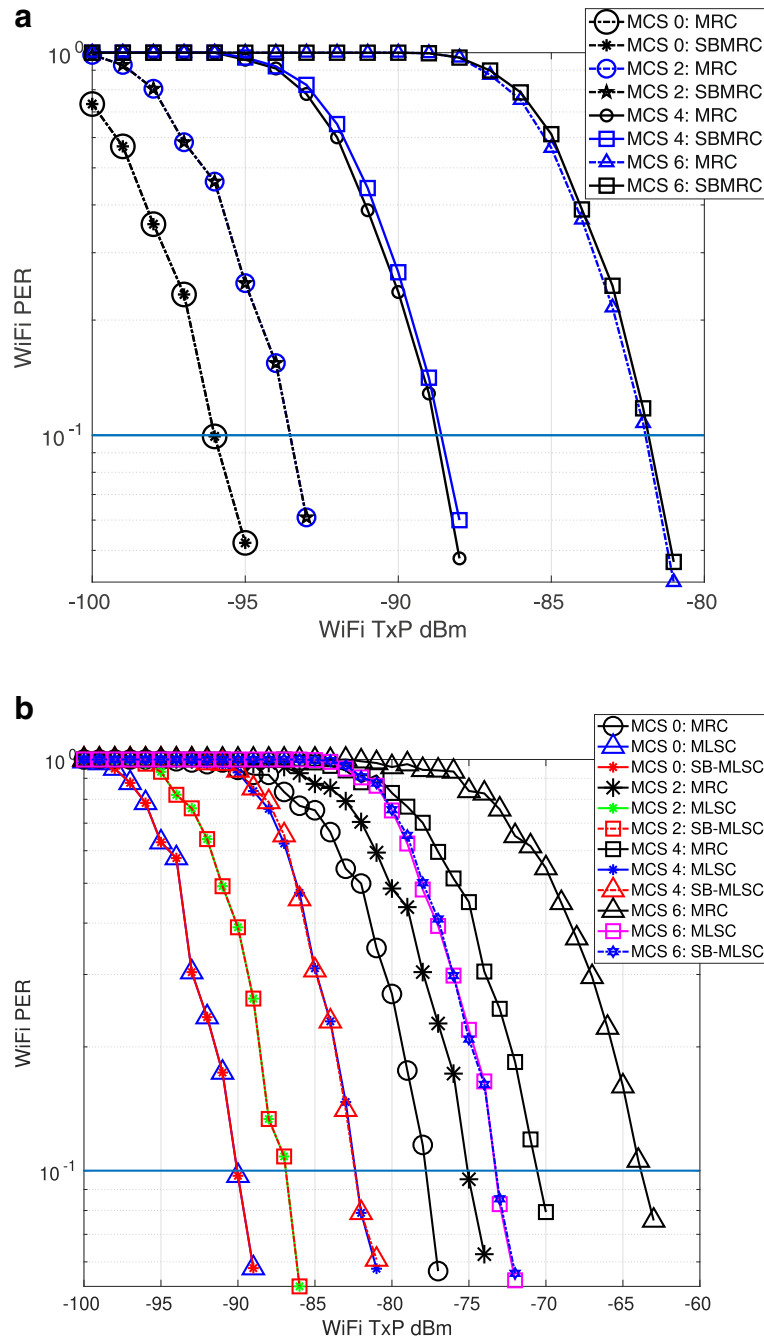 a
MCS 0: MRC
MCS 0: SBMRC
MCS 2: MRC
MCS 2: SBMRC
MCS 4: MRC
MCS 4: SBMRC
MCS 6: MRC
MCS 6: SBMRC
10^0
10^-1
WiFi PER
-100 -95 -90 -85 -80
WiFi TxP dBm
b
MCS 0: MRC
MCS 0: MLSC
MCS 0: SB-MLSC
MCS 2: MRC
MCS 2: MLSC
MCS 2: SB-MLSC
MCS 4: MRC
MCS 4: MLSC
MCS 4: SB-MLSC
MCS 6: MRC
MCS 6: MLSC
MCS 6: SB-MLSC
10^0
10^-1
WiFi PER
-100 -95 -90 -85 -80 -75 -70 -65 -60
WiFi TxP dBm